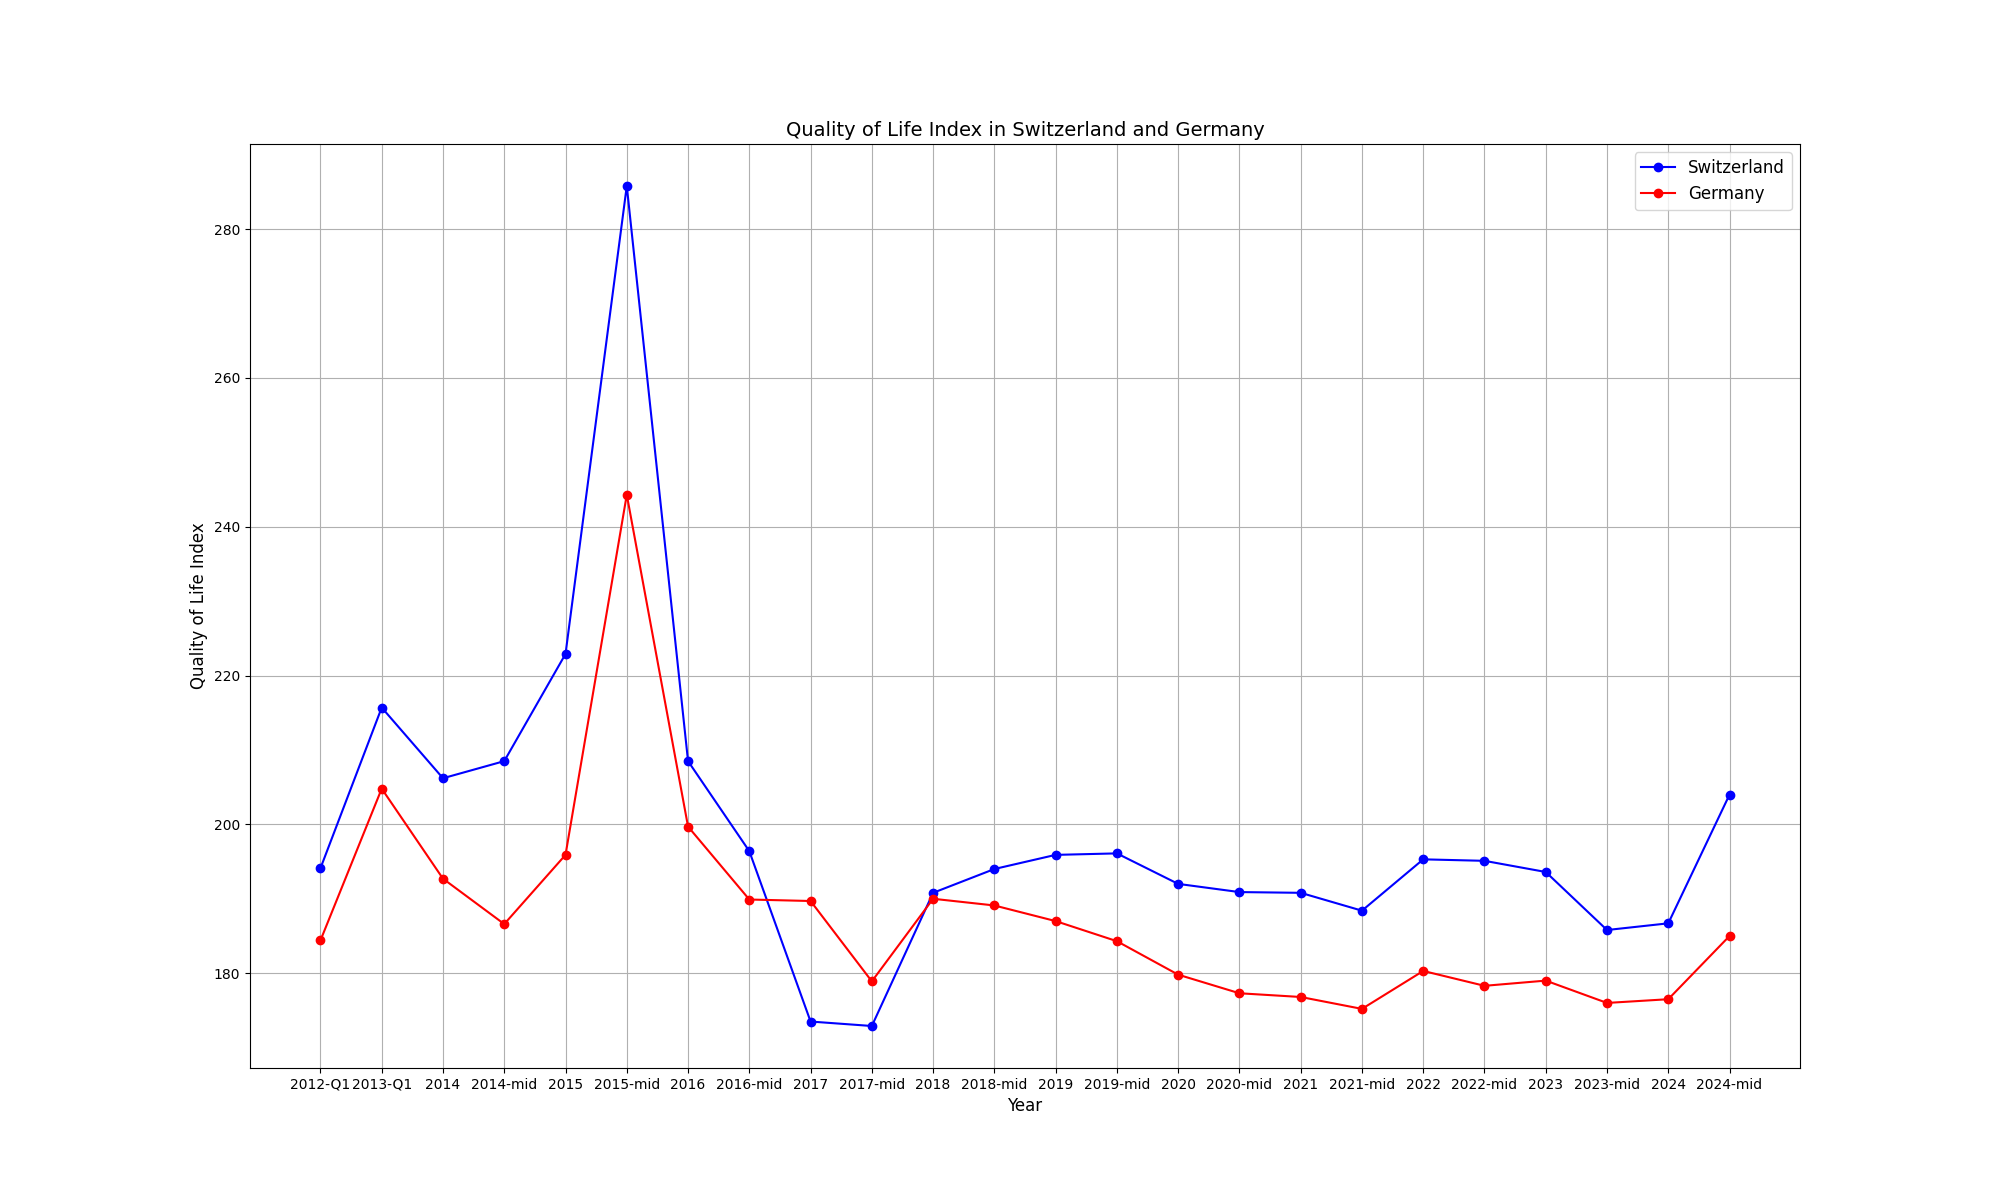 Quality of Life Index in Switzerland and Germany
Switzerland
Germany
280
260
240
220
200
180
Quality of Life Index
2012-Q1 2013-Q1 2014 2014-mid 2015 2015-mid 2016 2016-mid 2017 2017-mid 2018 2018-mid 2019 2019-mid 2020 2020-mid 2021 2021-mid 2022 2022-mid 2023 2023-mid 2024 2024-mid
Year